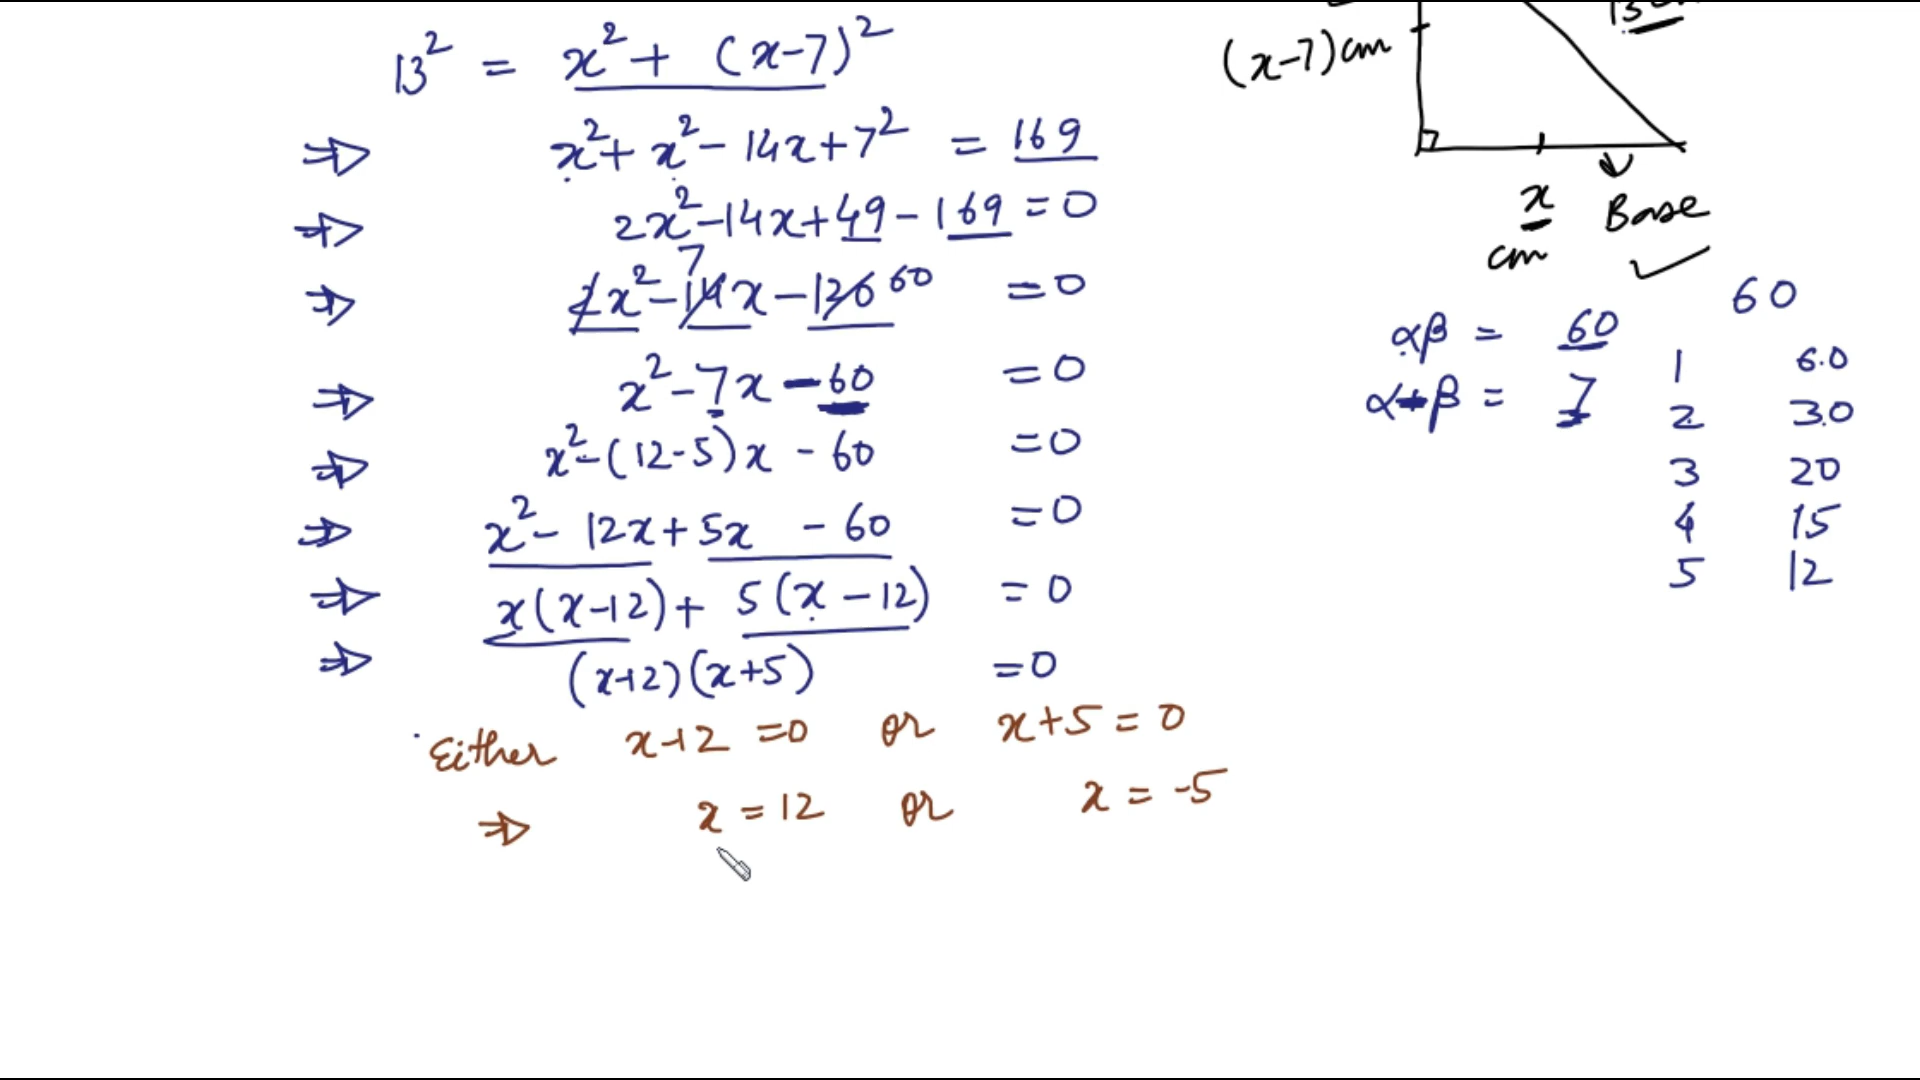 13² = x² + (x-7)²
⇒ x² + x² - 14x + 7² = 169
⇒ 2x² - 14x + 49 - 169 = 0
7
⇒ 2x² - 14x - 120 60 = 0
⇒ x² - 7x - 60 = 0
⇒ x² - (12-5)x - 60 = 0
⇒ x² - 12x + 5x - 60 = 0
⇒ x(x-12) + 5(x-12) = 0
⇒ (x-12)(x+5) = 0
Either x-12 = 0 or x+5 = 0
⇒ x = 12 or x = -5
(x-7)cm
x Base
cm
60
αβ = 60
α-β = 7
1 60
2 30
3 20
4 15
5 12